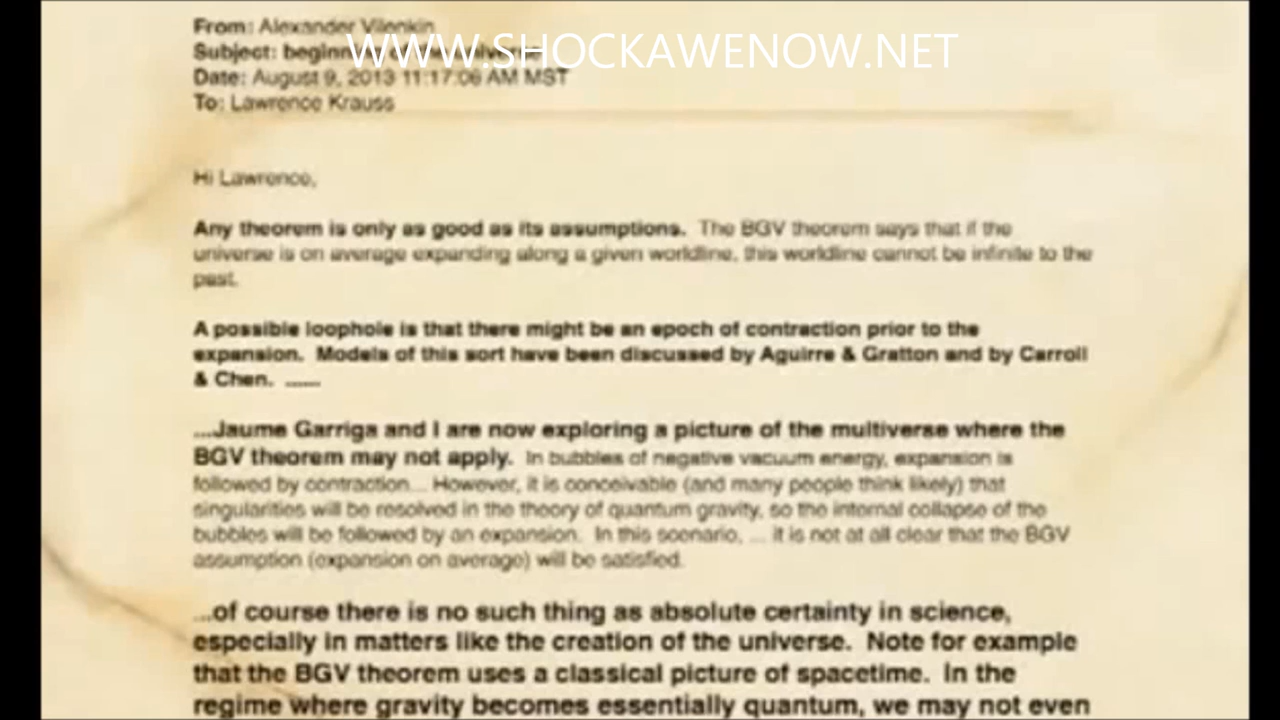 WWW.SHOCKAWENOW.NET
From: Alexander Vilenkin
Subject:
Date: August 9, 2013 11:17:06 AM MST
To: Lawrence Krauss
Hi Lawrence,
Any theorem is only as good as its assumptions. The BGV theorem says that if the
universe is on average expanding along a given worldline, this worldline cannot be infinite to the
past.
A possible loophole is that there might be an epoch of contraction prior to the
expansion. Models of this sort have been discussed by Aguirre & Gratton and by Carroll
& Chen. ......
...Jaume Garriga and I are now exploring a picture of the multiverse where the
BGV theorem may not apply. In bubbles of negative vacuum energy, expansion is
followed by contraction... However, it is conceivable (and many people think likely) that
singularities will be resolved in the theory of quantum gravity, so the internal collapse of the
bubbles will be followed by an expansion. In this scenario, ... it is not at all clear that the BGV
assumption (expansion on average) will be satisfied.
...of course there is no such thing as absolute certainty in science,
especially in matters like the creation of the universe. Note for example
that the BGV theorem uses a classical picture of spacetime. In the
regime where gravity becomes essentially quantum, we may not even